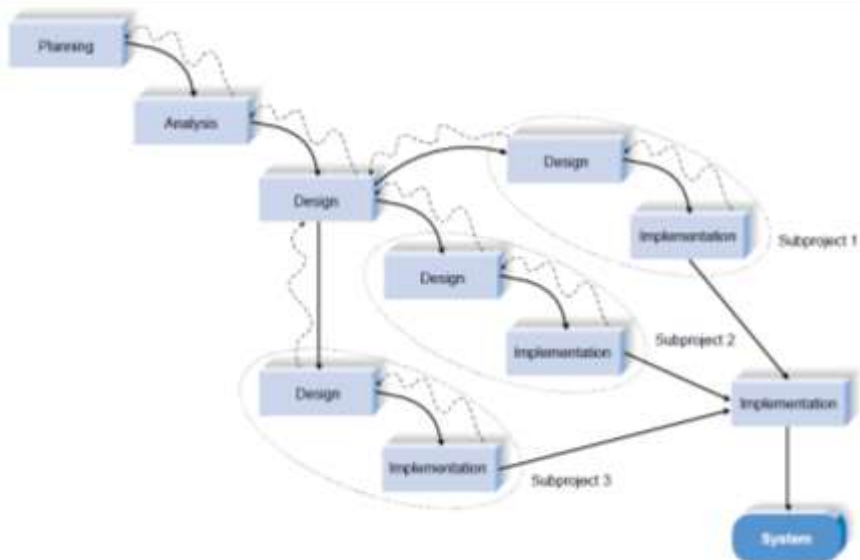 Planning
Analysis
Design
Design
Implementation
Subproject 1
Design
Implementation
Subproject 2
Design
Implementation
Subproject 3
Implementation
System